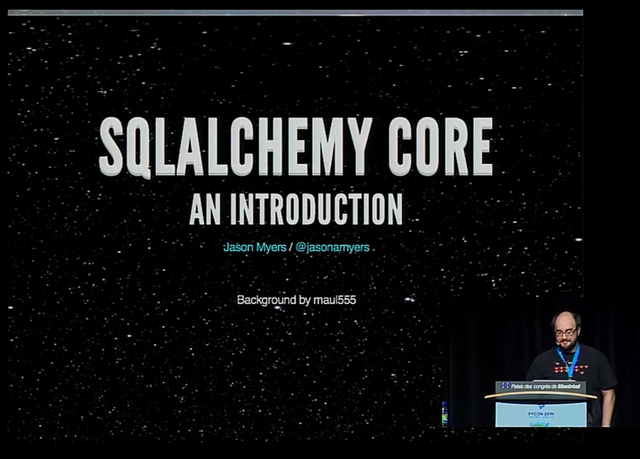 SQLALCHEMY CORE
AN INTRODUCTION
Jason Myers / @jasonamyers
Background by maul555
Palais des congrès de Montréal
PYCON 2014